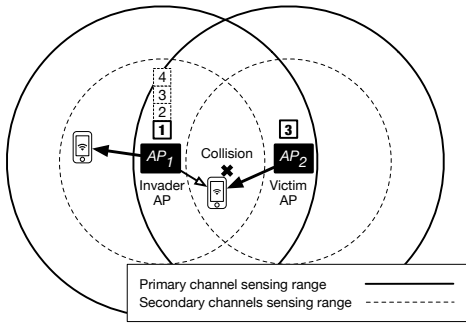 4
3
2
1
3
AP1
Collision
AP2
Invader
AP
Victim
AP
Primary channel sensing range
Secondary channels sensing range